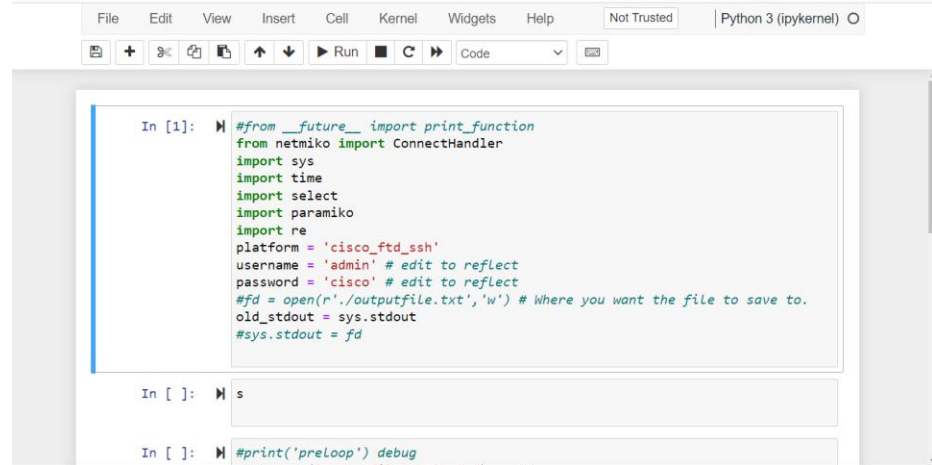 File Edit View Insert Cell Kernel Widgets Help Not Trusted Python 3 (ipykernel)
Run Code
In [1]: #from __future__ import print_function
from netmiko import ConnectHandler
import sys
import time
import select
import paramiko
import re
platform = 'cisco_ftd_ssh'
username = 'admin' # edit to reflect
password = 'cisco' # edit to reflect
#fd = open(r'./outputfile.txt','w') # Where you want the file to save to.
old_stdout = sys.stdout
#sys.stdout = fd
In [ ]: s
In [ ]: #print('preloop') debug